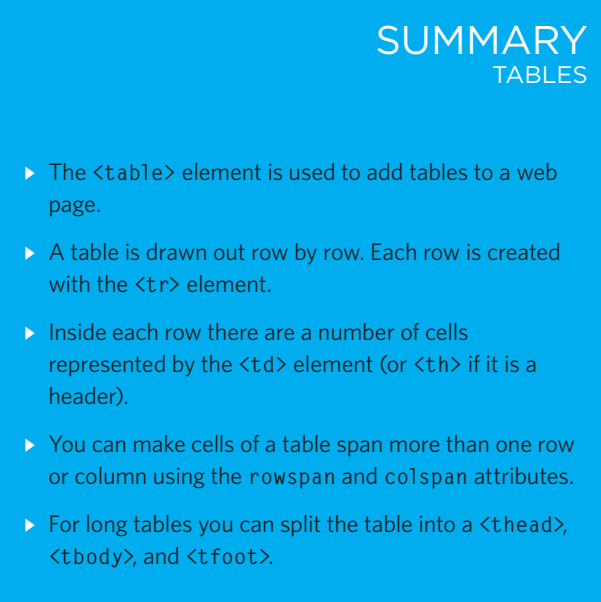 SUMMARY
TABLES
The <table> element is used to add tables to a web
page.
A table is drawn out row by row. Each row is created
with the <tr> element.
Inside each row there are a number of cells
represented by the <td> element (or <th> if it is a
header).
You can make cells of a table span more than one row
or column using the rowspan and colspan attributes.
For long tables you can split the table into a <thead>,
<tbody>, and <tfoot>.